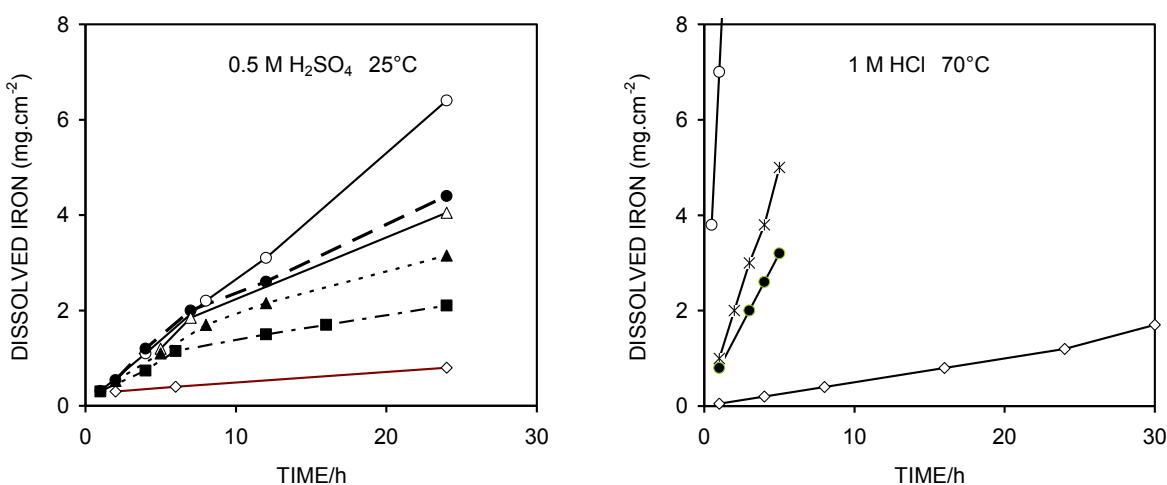 0.5 M H₂SO₄ 25°C
DISSOLVED IRON (mg.cm⁻²)
8
6
4
2
0
0 10 20 30
TIME/h
1 M HCl 70°C
DISSOLVED IRON (mg.cm⁻²)
8
6
4
2
0
0 10 20 30
TIME/h